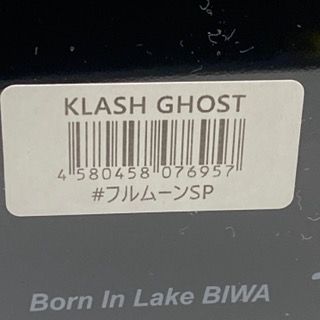 KLASH GHOST
4 580458 076957
#フルムーンSP
Born In Lake BIWA